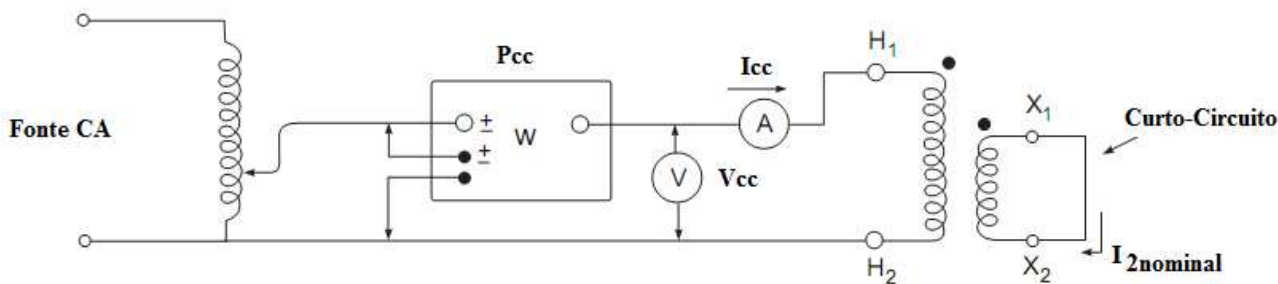 Pcc
Fonte CA
±
±
W
Icc
A
V
Vcc
H1
H2
X1
X2
Curto-Circuito
I2nominal